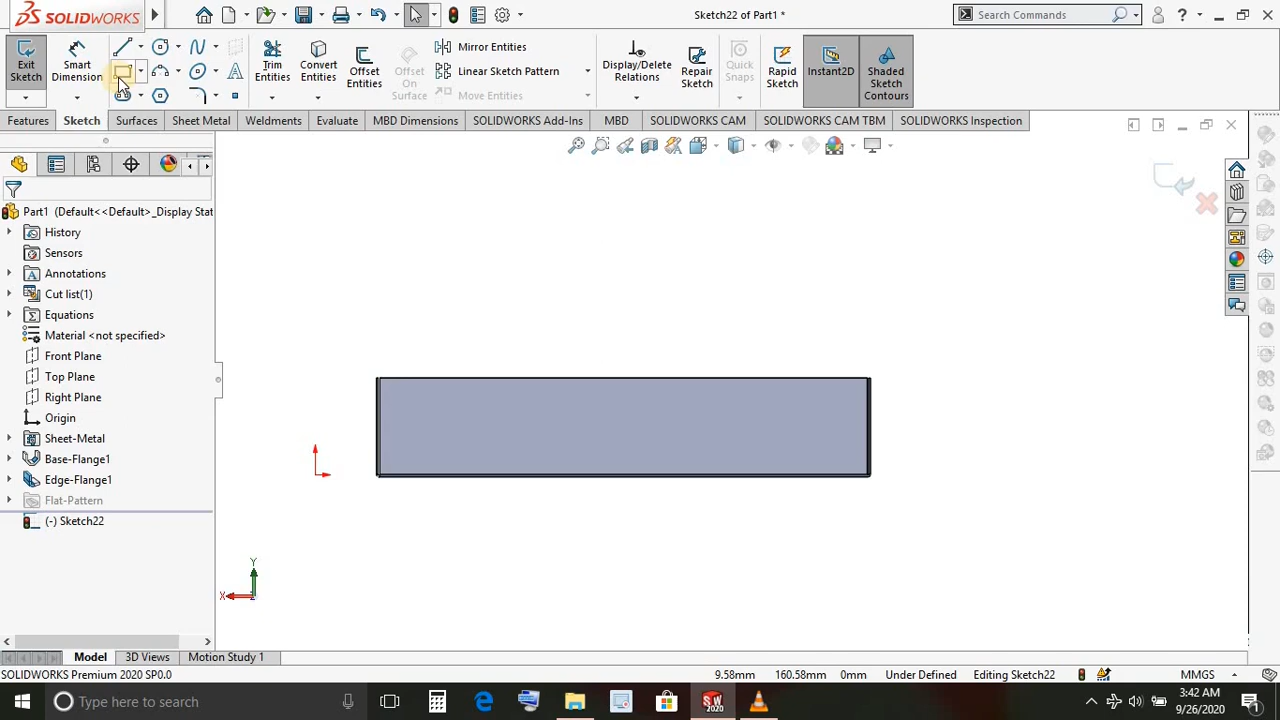 SOLIDWORKS
Sketch22 of Part1 *
Search Commands
?
Exit
Sketch
Smart
Dimension
Trim
Entities
Convert
Entities
Offset
Entities
Offset
On
Surface
Mirror Entities
Linear Sketch Pattern
Move Entities
Display/Delete
Relations
Repair
Sketch
Quick
Snaps
Rapid
Sketch
Instant2D
Shaded
Sketch
Contours
Features
Sketch
Surfaces
Sheet Metal
Weldments
Evaluate
MBD Dimensions
SOLIDWORKS Add-Ins
MBD
SOLIDWORKS CAM
SOLIDWORKS CAM TBM
SOLIDWORKS Inspection
Part1 (Default<<Default>_Display Stat
History
Sensors
Annotations
Cut list(1)
Equations
Material <not specified>
Front Plane
Top Plane
Right Plane
Origin
Sheet-Metal
Base-Flange1
Edge-Flange1
Flat-Pattern
(-) Sketch22
Y
X
Z
Model
3D Views
Motion Study 1
SOLIDWORKS Premium 2020 SP0.0
9.58mm
160.58mm
0mm
Under Defined
Editing Sketch22
MMGS
Type here to search
SW
2020
3:42 AM
9/26/2020
1